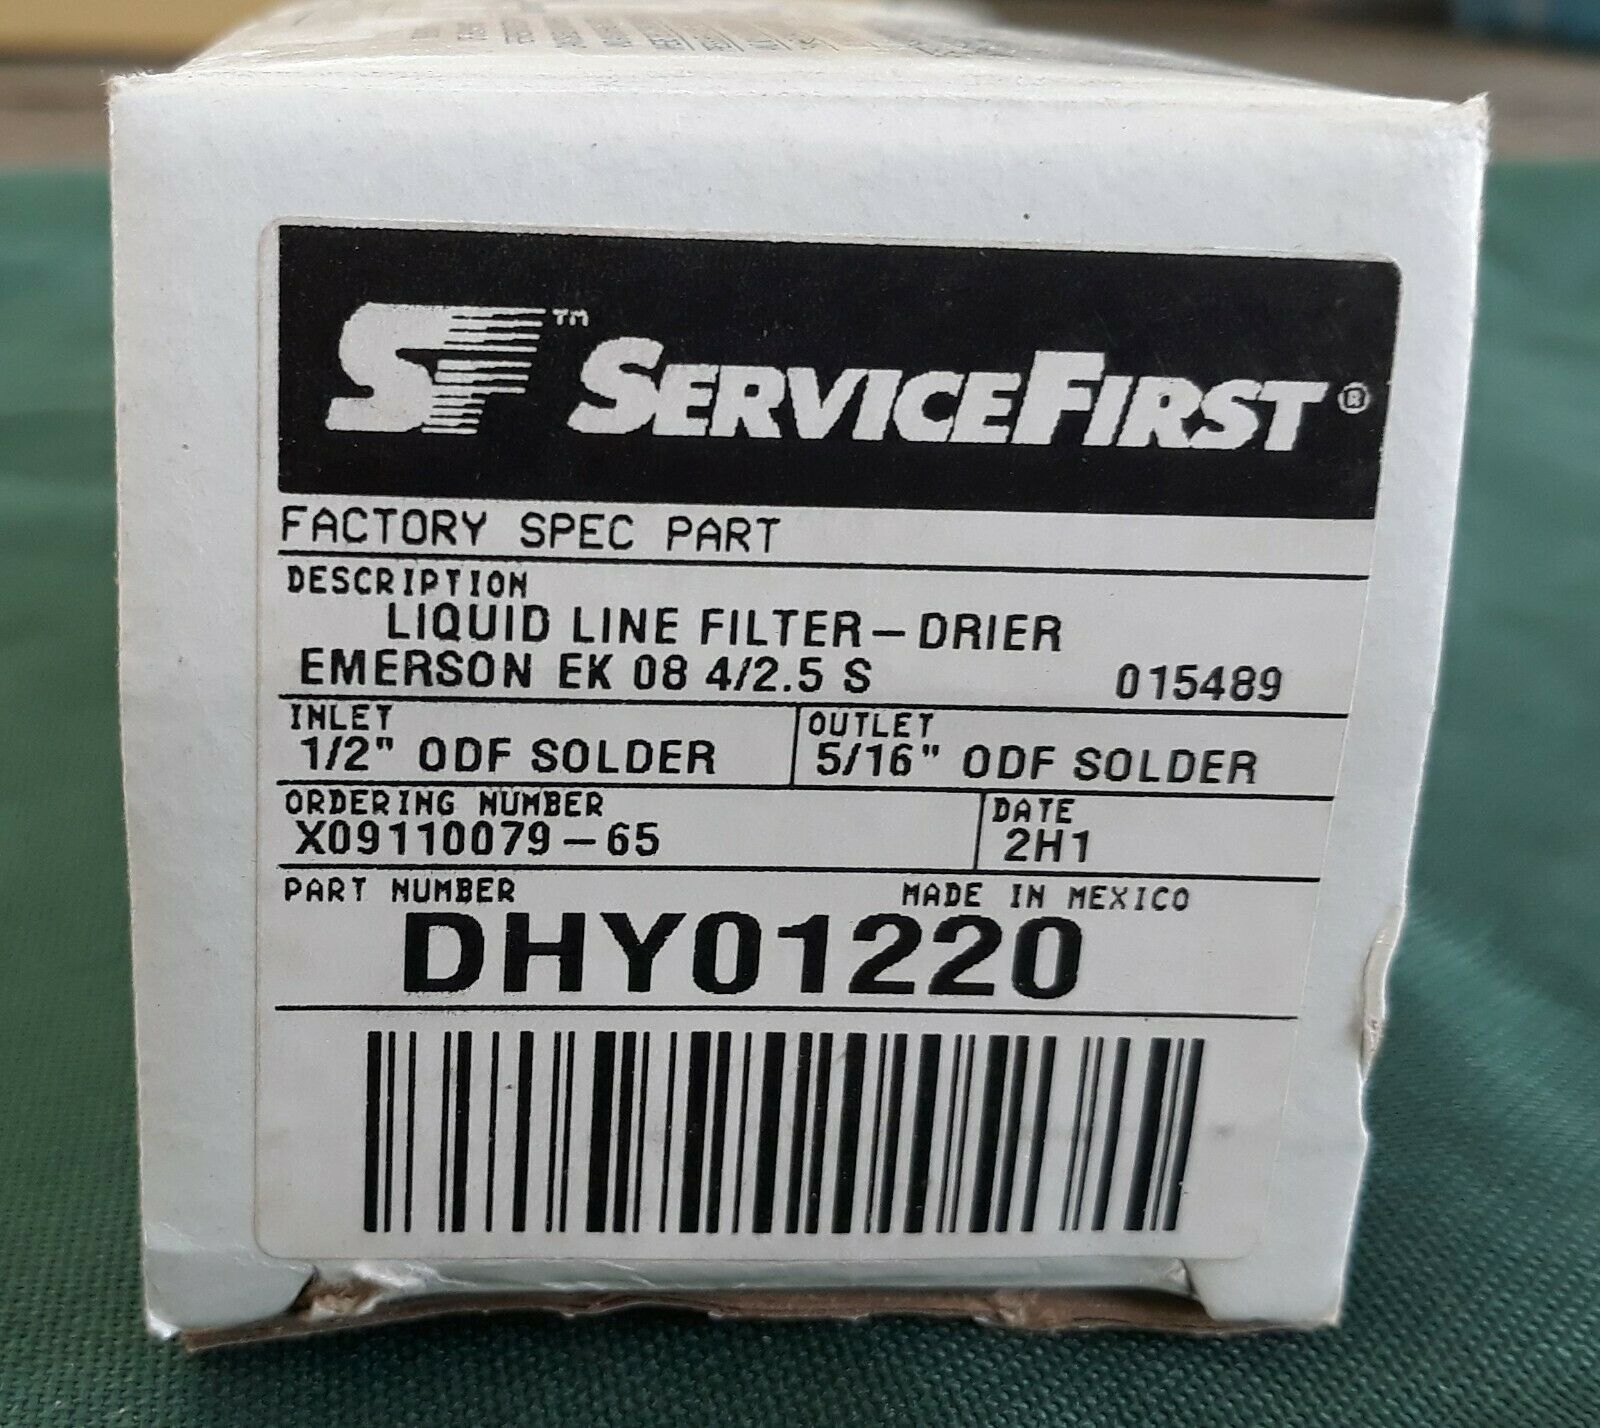 SF™ SERVICEFIRST®
FACTORY SPEC PART
DESCRIPTION
LIQUID LINE FILTER-DRIER
EMERSON EK 08 4/2.5 S 015489
INLET
1/2" ODF SOLDER
OUTLET
5/16" ODF SOLDER
ORDERING NUMBER
X09110079-65
DATE
2H1
PART NUMBER MADE IN MEXICO
DHY01220